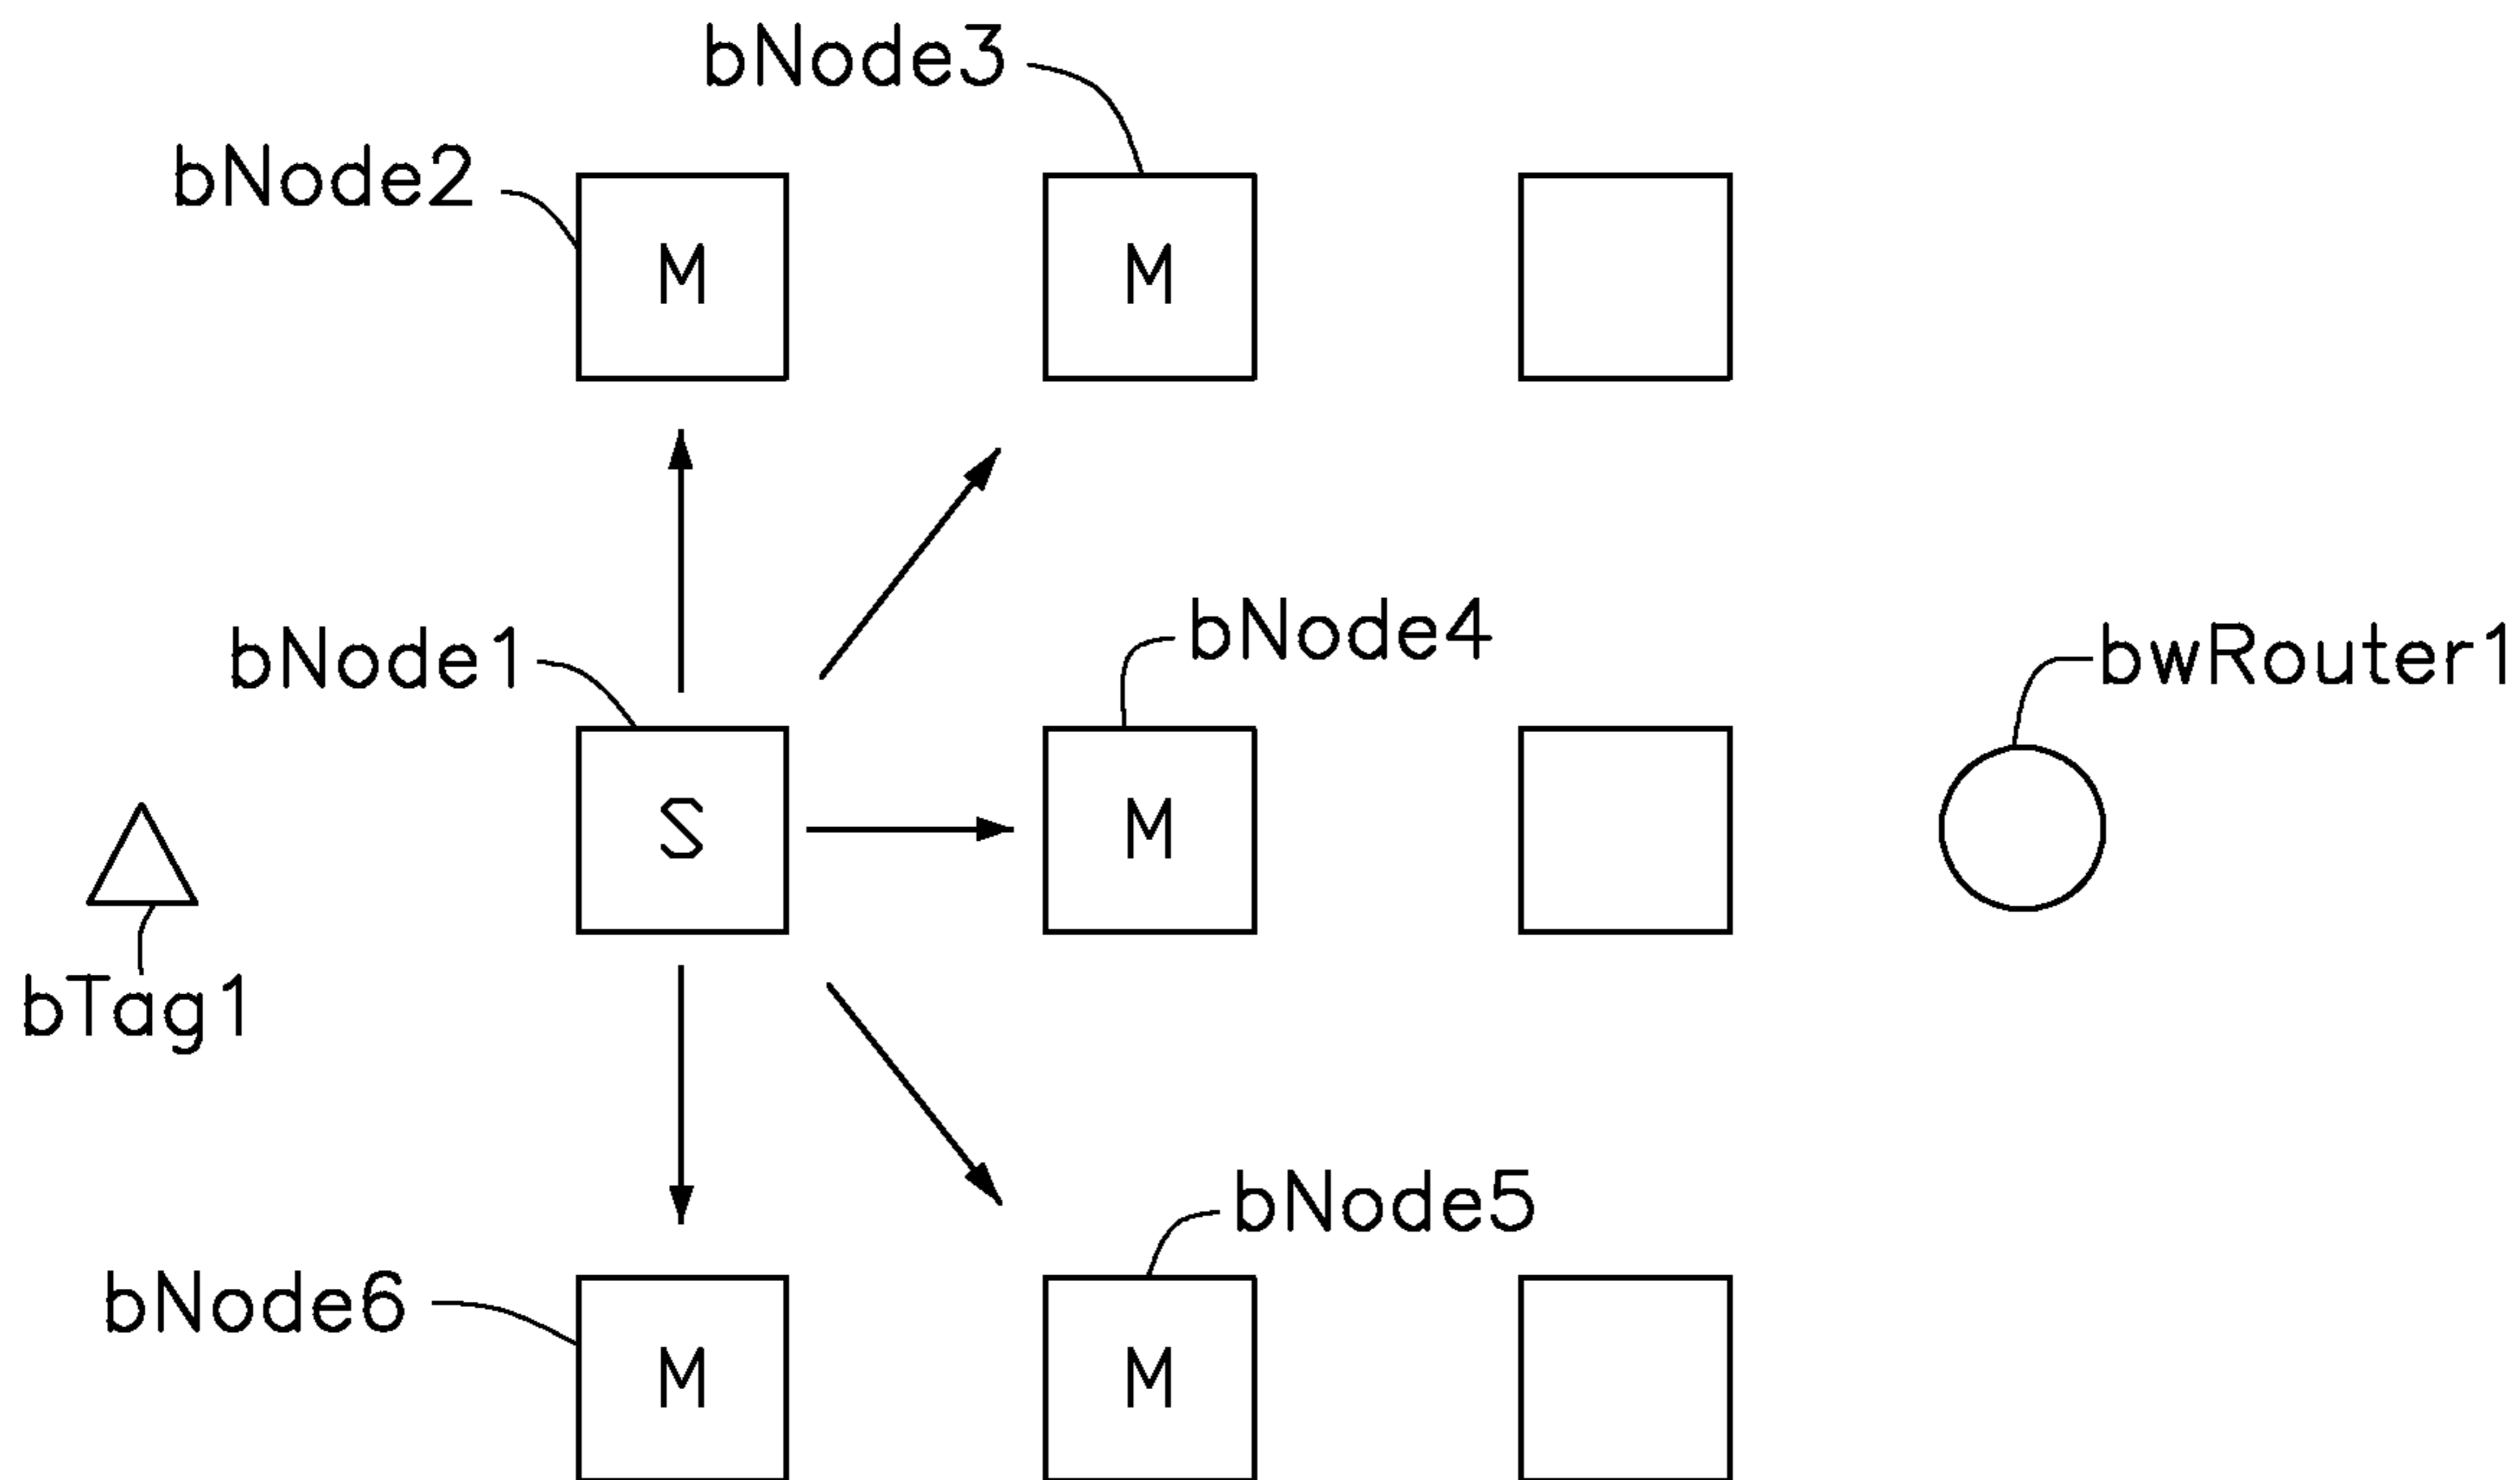 bNode3
bNode2
M
M
bNode1
bNode4
bwRouter1
S
M
bTag1
bNode5
bNode6
M
M